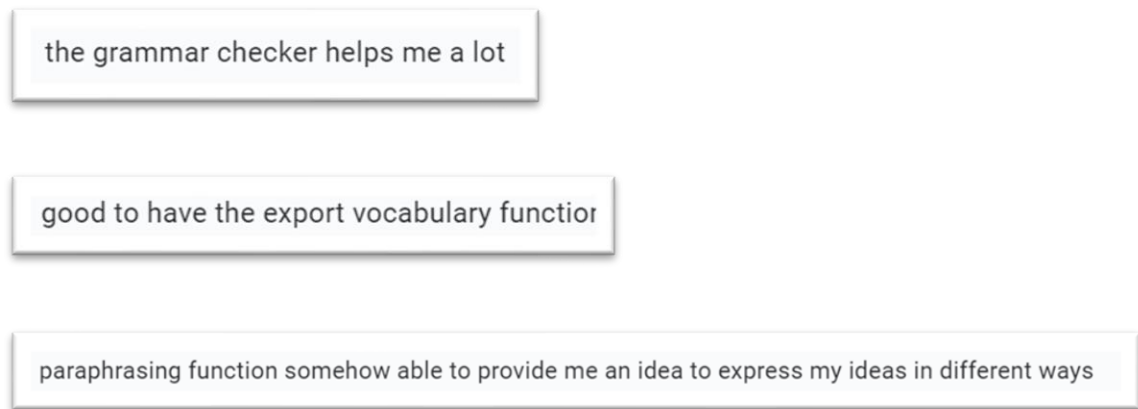 the grammar checker helps me a lot
good to have the export vocabulary function
paraphrasing function somehow able to provide me an idea to express my ideas in different ways